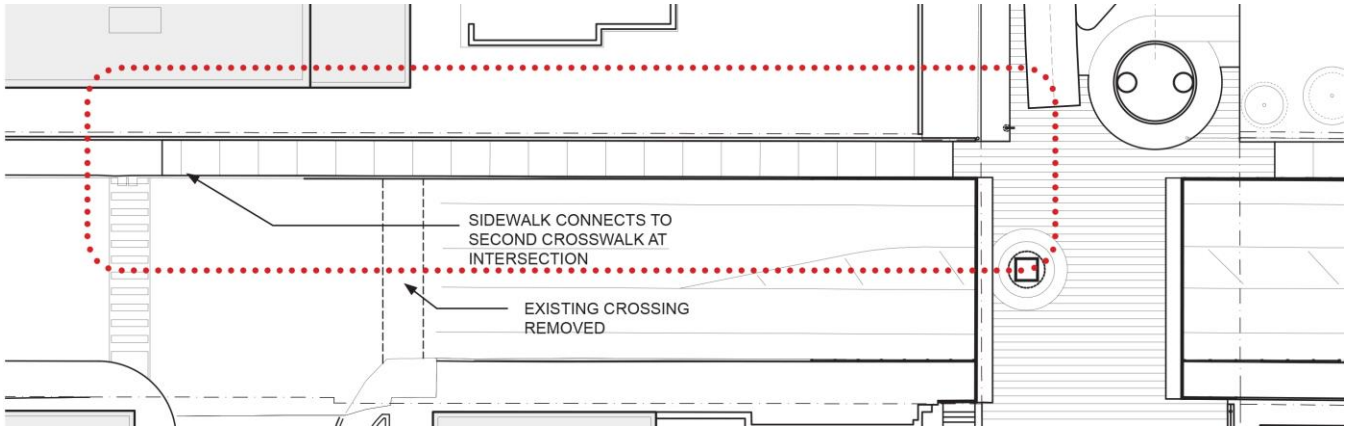 SIDEWALK CONNECTS TO
SECOND CROSSWALK AT
INTERSECTION
EXISTING CROSSING
REMOVED